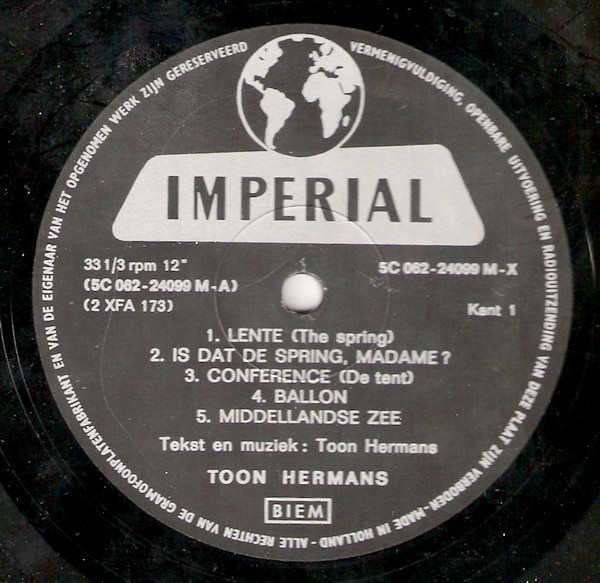 IMPERIAL
33 1/3 rpm 12"
(5C 062-24099 M-A)
(2 XFA 173)
5C 062-24099 M-X
Kant 1
1. LENTE (The spring)
2. IS DAT DE SPRING, MADAME?
3. CONFERENCE (De tent)
4. BALLON
5. MIDDELLANDSE ZEE
Tekst en muziek: Toon Hermans
TOON HERMANS
BIEM
ALLE RECHTEN VAN DE GRAMOFOONPLATENFABRIKANT EN VAN DE EIGENAAR VAN HET OPGENOMEN WERK ZIJN GERESERVEERD
VERMENIGVULDIGING, OPENBARE UITVOERING EN RADIOUITZENDING VAN DEZE PLAAT ZIJN VERBODEN-MADE IN HOLLAND-